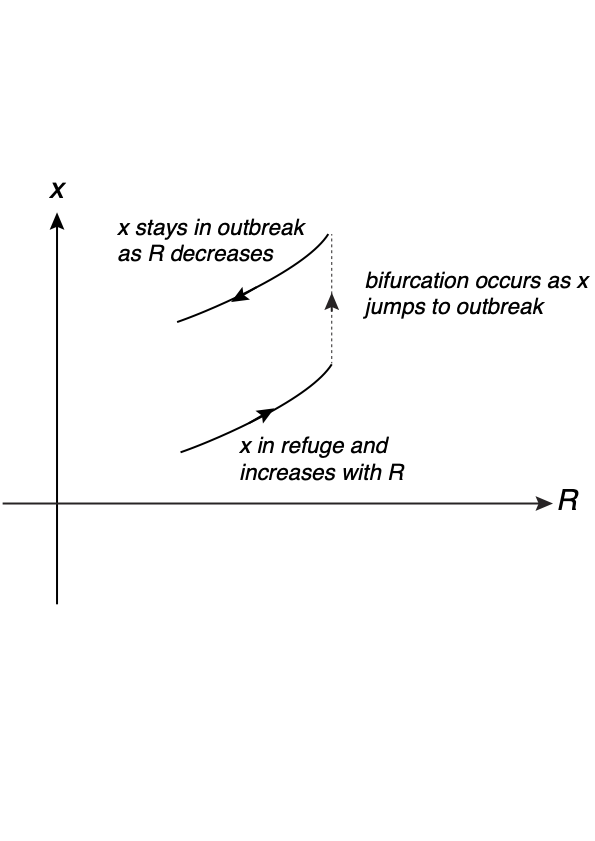 x
x stays in outbreak
as R decreases
bifurcation occurs as x
jumps to outbreak
x in refuge and
increases with R
R